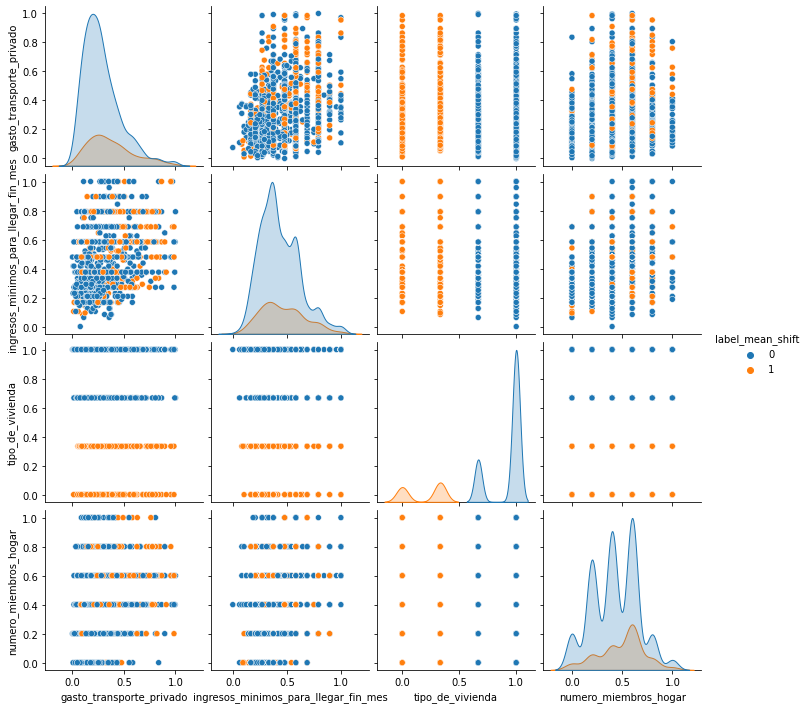 gasto_transporte_privado
1.0
0.8
0.6
0.4
0.2
0.0
ingresos_minimos_para_llegar_fin_mes
1.0
0.8
0.6
0.4
0.2
0.0
tipo_de_vivienda
1.0
0.8
0.6
0.4
0.2
0.0
numero_miembros_hogar
1.0
0.8
0.6
0.4
0.2
0.0
0.0 0.5 1.0
0.0 0.5 1.0
0.0 0.5 1.0
0.0 0.5 1.0
gasto_transporte_privado
ingresos_minimos_para_llegar_fin_mes
tipo_de_vivienda
numero_miembros_hogar
label_mean_shift
0
1